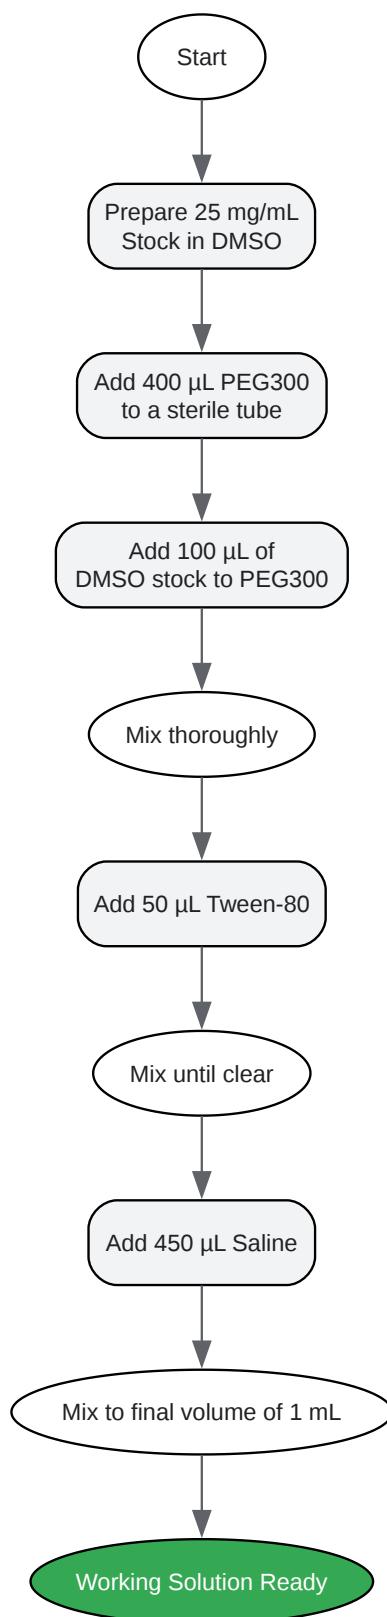 Start
Prepare 25 mg/mL
Stock in DMSO
Add 400 µL PEG300
to a sterile tube
Add 100 µL of
DMSO stock to PEG300
Mix thoroughly
Add 50 µL Tween-80
Mix until clear
Add 450 µL Saline
Mix to final volume of 1 mL
Working Solution Ready